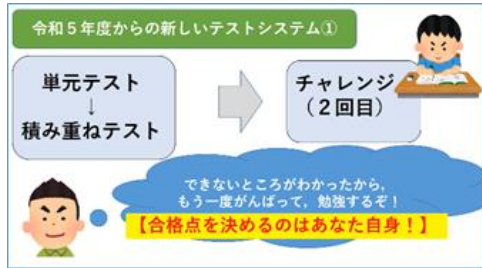 令和５年度からの新しいテストシステム①
単元テスト
↓
積み重ねテスト
チャレンジ
（２回目）
できないところがわかったから，
もう一度がんばって，勉強するぞ！
【合格点を決めるのはあなた自身！】